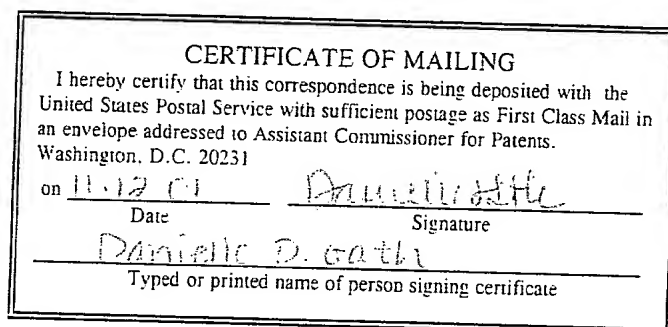 CERTIFICATE OF MAILING
I hereby certify that this correspondence is being deposited with the
United States Postal Service with sufficient postage as First Class Mail in
an envelope addressed to Assistant Commissioner for Patents.
Washington, D.C. 20231
on 11.12 01
Date Signature
Danielle D.
Typed or printed name of person signing certificate